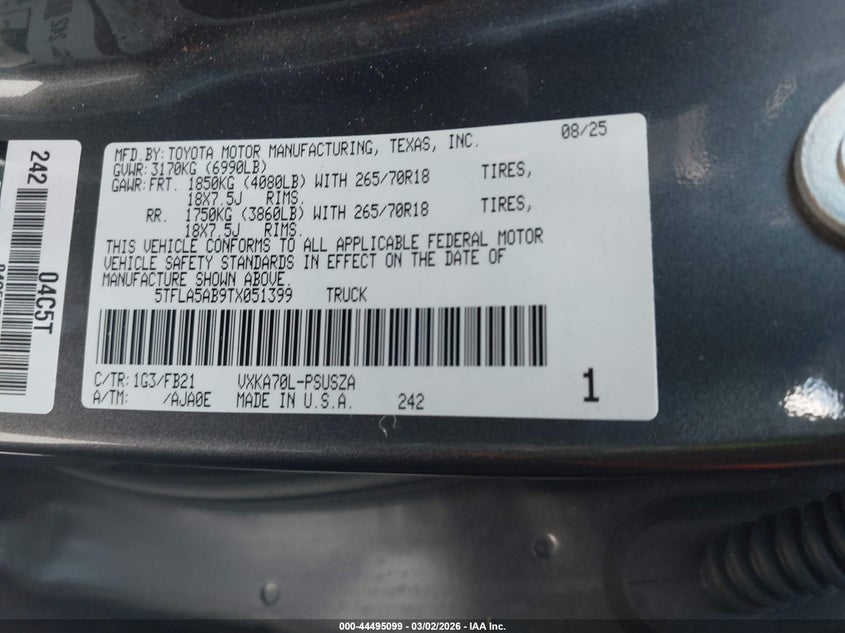 MFD.BY:TOYOTA MOTOR MANUFACTURING, TEXAS, INC. 08/25
GVWR:3170KG (6990LB)
GAWR:FRT. 1850KG (4080LB) WITH 265/70R18 TIRES,
18X7.5J RIMS.
RR. 1750KG (3860LB) WITH 265/70R18 TIRES,
18X7.5J RIMS.
THIS VEHICLE CONFORMS TO ALL APPLICABLE FEDERAL MOTOR
VEHICLE SAFETY STANDARDS IN EFFECT ON THE DATE OF
MANUFACTURE SHOWN ABOVE.
5TFLA5AB9TX051399 TRUCK
C/TR:1G3/FB21 VXKA70L-PSUSZA
A/TM: /AJA0E MADE IN U.S.A. 242
1
242
04C5T
000-44495099 - 03/02/2026 - IAA Inc.